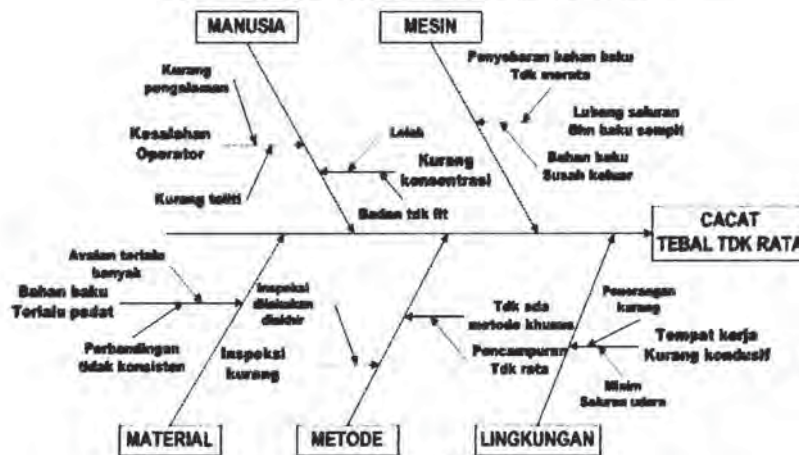 MANUSIA
MESIN
Kurang
pengalaman
Kesalahan
Operator
Kurang teliti
Lelah
Kurang
konsentrasi
Badan tdk fit
Penyebaran bahan baku
Tdk merata
Lubang saluran
Bhn baku sempit
Bahan baku
Susah keluar
CACAT
TEBAL TDK RATA
Avalan terlalu
banyak
Bahan baku
Terlalu padat
Perbandingan
tidak konsisten
Inspeksi
dilakukan
diakhir
Inspeksi
kurang
Tdk ada
metode khusus
Pencampuran
Tdk rata
Penerangan
kurang
Tempat kerja
Kurang kondusif
Minim
Saluran udara
MATERIAL
METODE
LINGKUNGAN